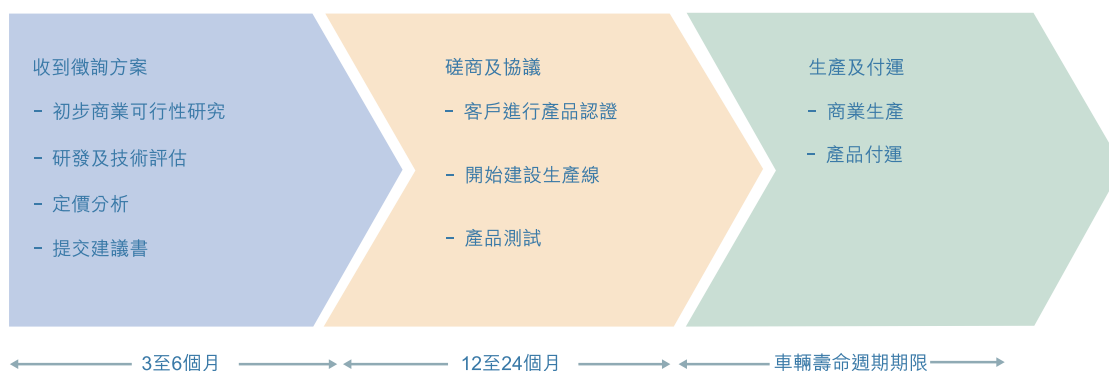 收到徵詢方案
– 初步商業可行性研究
– 研發及技術評估
– 定價分析
– 提交建議書
磋商及協議
– 客戶進行產品認證
– 開始建设生產線
– 產品測試
生產及付運
– 商業生產
– 產品付運
3至6個月
12至24個月
車輛壽命週期期限